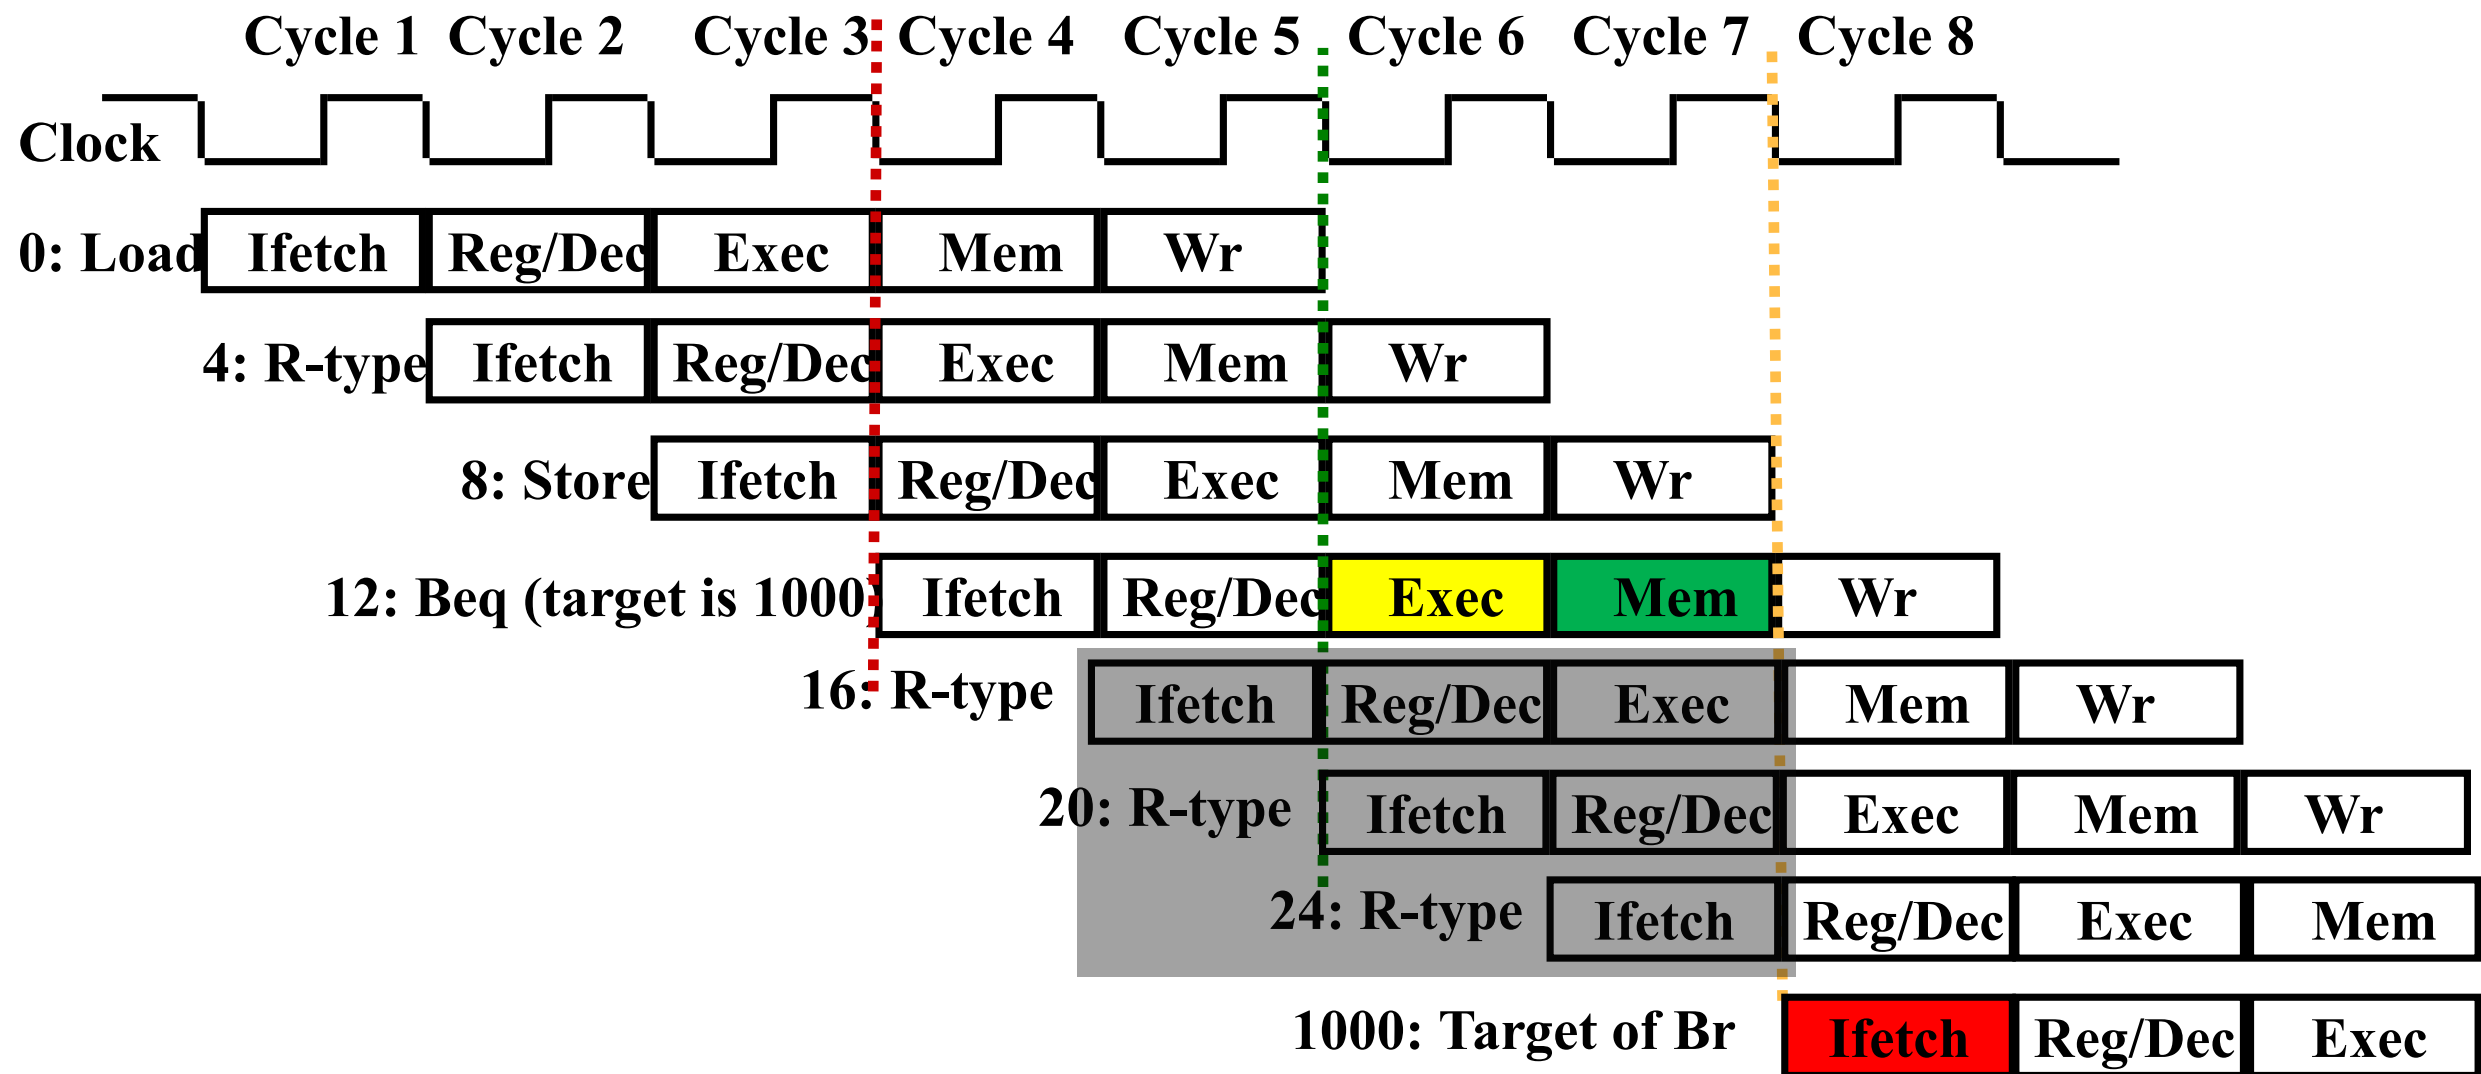 Cycle 1 Cycle 2 Cycle 3 Cycle 4 Cycle 5 Cycle 6 Cycle 7 Cycle 8
Clock
0: Load Ifetch Reg/Dec Exec Mem Wr
4: R-type Ifetch Reg/Dec Exec Mem Wr
8: Store Ifetch Reg/Dec Exec Mem Wr
12: Beq (target is 1000) Ifetch Reg/Dec Exec Mem Wr
16: R-type Ifetch Reg/Dec Exec Mem Wr
20: R-type Ifetch Reg/Dec Exec Mem Wr
24: R-type Ifetch Reg/Dec Exec Mem
1000: Target of Br Ifetch Reg/Dec Exec